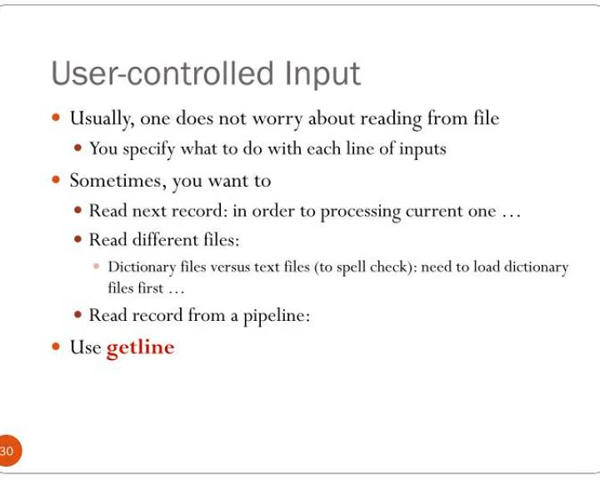 User-controlled Input
• Usually, one does not worry about reading from file
• You specify what to do with each line of inputs
• Sometimes, you want to
• Read next record: in order to processing current one …
• Read different files:
• Dictionary files versus text files (to spell check): need to load dictionary
files first …
• Read record from a pipeline:
• Use getline
30